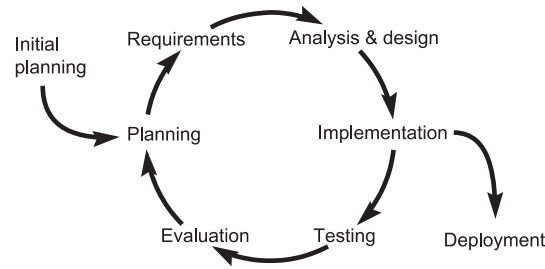 Initial
planning
Requirements
Analysis & design
Planning
Implementation
Evaluation
Testing
Deployment